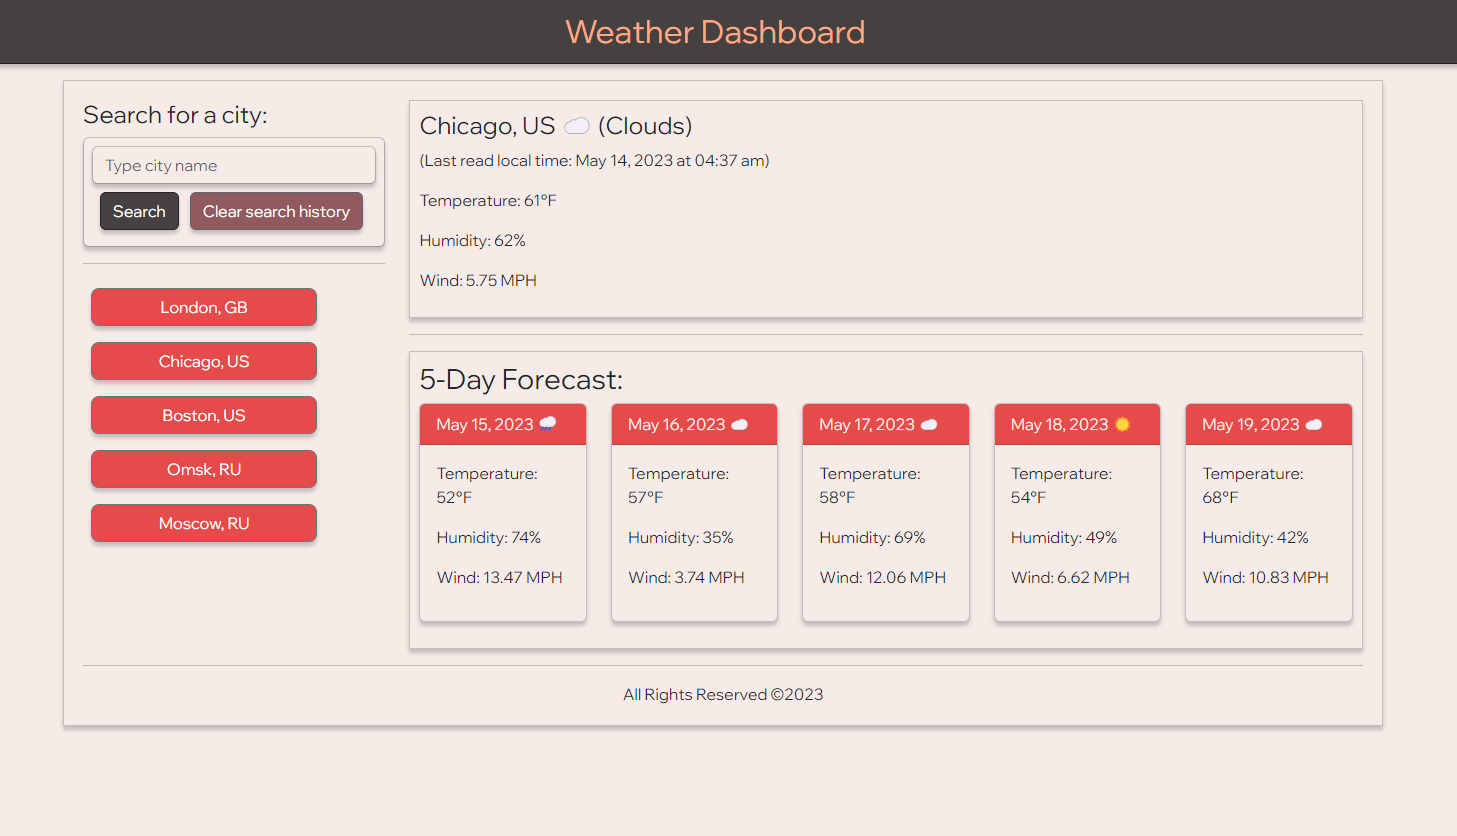 Weather Dashboard
Search for a city:
Type city name
Search
Clear search history
London, GB
Chicago, US
Boston, US
Omsk, RU
Moscow, RU
Chicago, US ☁️ (Clouds)
(Last read local time: May 14, 2023 at 04:37 am)
Temperature: 61°F
Humidity: 62%
Wind: 5.75 MPH
5-Day Forecast:
May 15, 2023 🌧️
Temperature:
52°F
Humidity: 74%
Wind: 13.47 MPH
May 16, 2023 ☁️
Temperature:
57°F
Humidity: 35%
Wind: 3.74 MPH
May 17, 2023 ☁️
Temperature:
58°F
Humidity: 69%
Wind: 12.06 MPH
May 18, 2023 ☀️
Temperature:
54°F
Humidity: 49%
Wind: 6.62 MPH
May 19, 2023 ☁️
Temperature:
68°F
Humidity: 42%
Wind: 10.83 MPH
All Rights Reserved ©2023